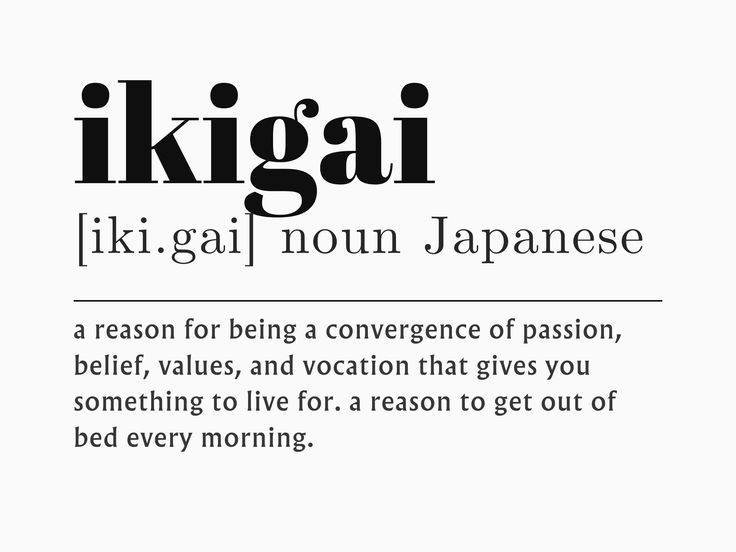 ikigai
[iki.gai] noun Japanese
a reason for being a convergence of passion,
belief, values, and vocation that gives you
something to live for. a reason to get out of
bed every morning.